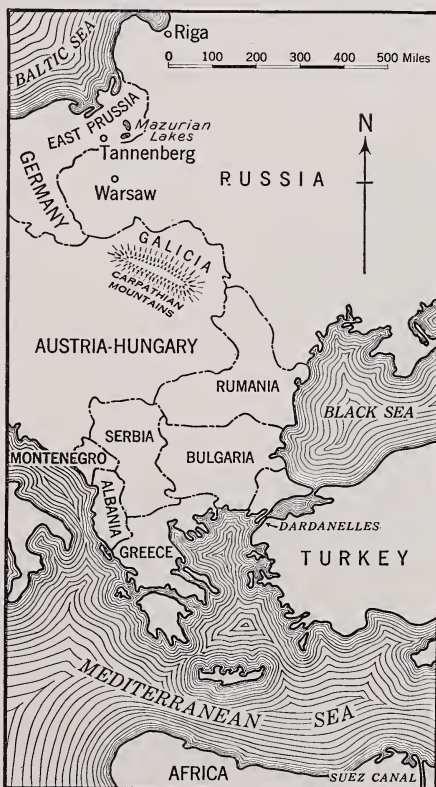 Riga
BALTIC SEA
0 100 200 300 400 500 Miles
EAST PRUSSIA
Mazurian
Lakes
Tannenberg
N
GERMANY
Warsaw
RUSSIA
GALICIA
CARPATHIAN
MOUNTAINS
AUSTRIA-HUNGARY
RUMANIA
BLACK SEA
SERBIA
MONTENEGRO
BULGARIA
ALBANIA
DARDANELLES
GREECE
TURKEY
MEDITERRANEAN SEA
AFRICA
SUEZ CANAL